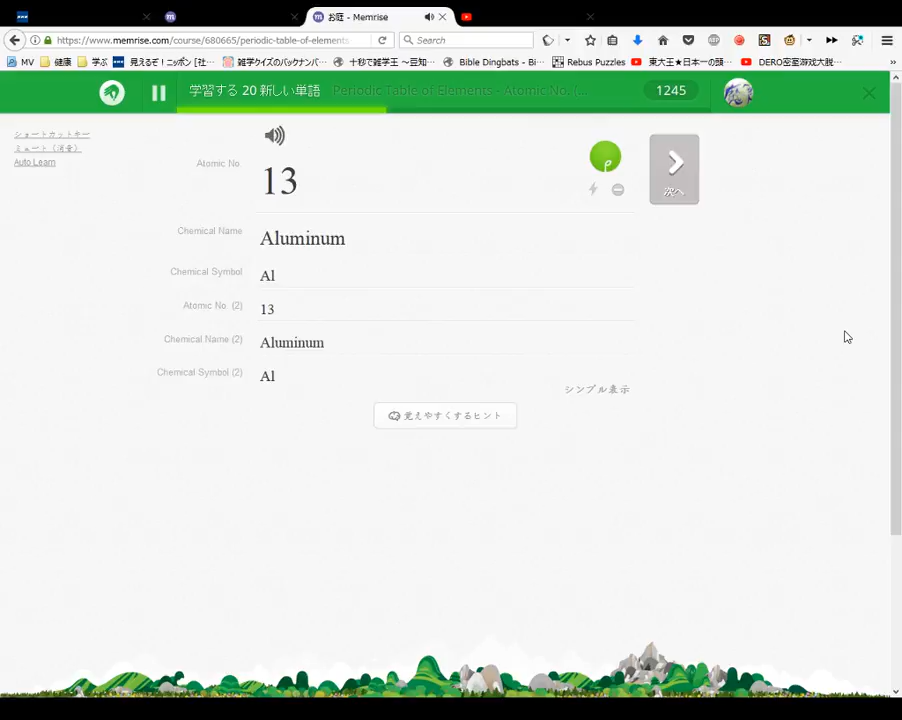 お庭 - Memrise
https://www.memrise.com/course/680665/periodic-table-of-elements.
Search
MV
健康
学ぶ
見えるぞ！ニッポン [社…
雑学クイズのバックナンバ…
十秒で雑学王 ～豆知…
Bible Dingbats - Bi…
Rebus Puzzles
東大王★日本一の頭…
DERO密室游戏大脱…
学習する 20 新しい単語
Periodic Table of Elements - Atomic No. (…
1245
ショートカットキー
ミュート（消音）
Auto Learn
Atomic No.
13
次へ
Chemical Name
Aluminum
Chemical Symbol
Al
Atomic No. (2)
13
Chemical Name (2)
Aluminum
Chemical Symbol (2)
Al
シンプル表示
覚えやすくするヒント